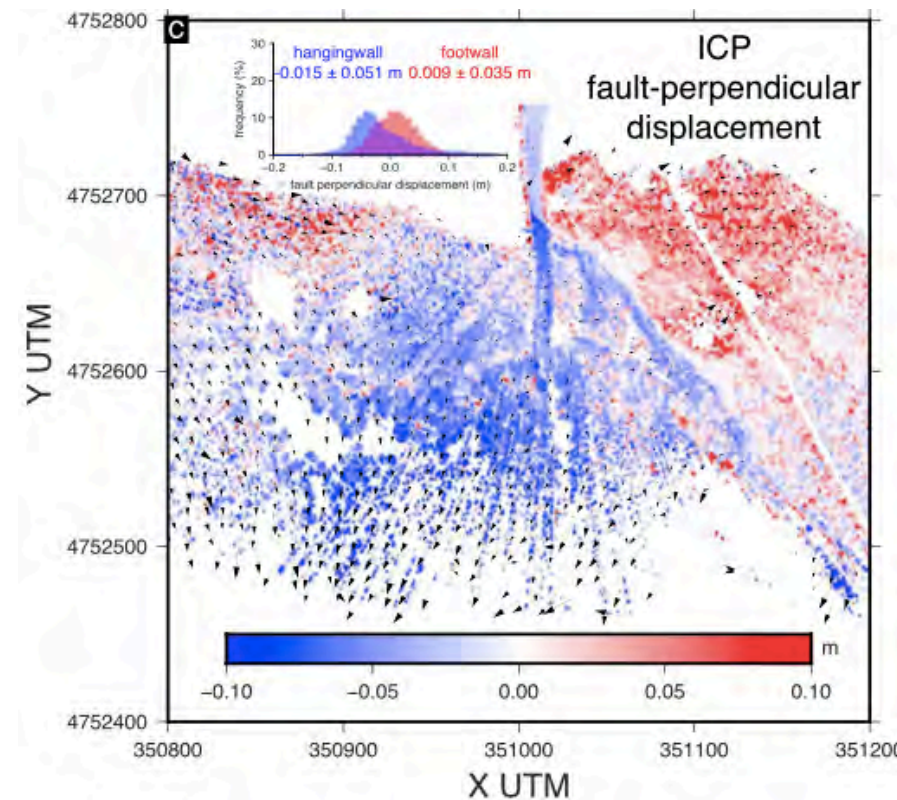 C
ICP
fault-perpendicular
displacement
hangingwall footwall
-0.015 ± 0.051 m 0.009 ± 0.035 m
frequency (%)
30
20
10
0
−0.2 −0.1 0.0 0.1 0.2
fault perpendicular displacement (m)
Y UTM
4752800
4752700
4752600
4752500
4752400
m
−0.10 −0.05 0.00 0.05 0.10
350800 350900 351000 351100 351200
X UTM